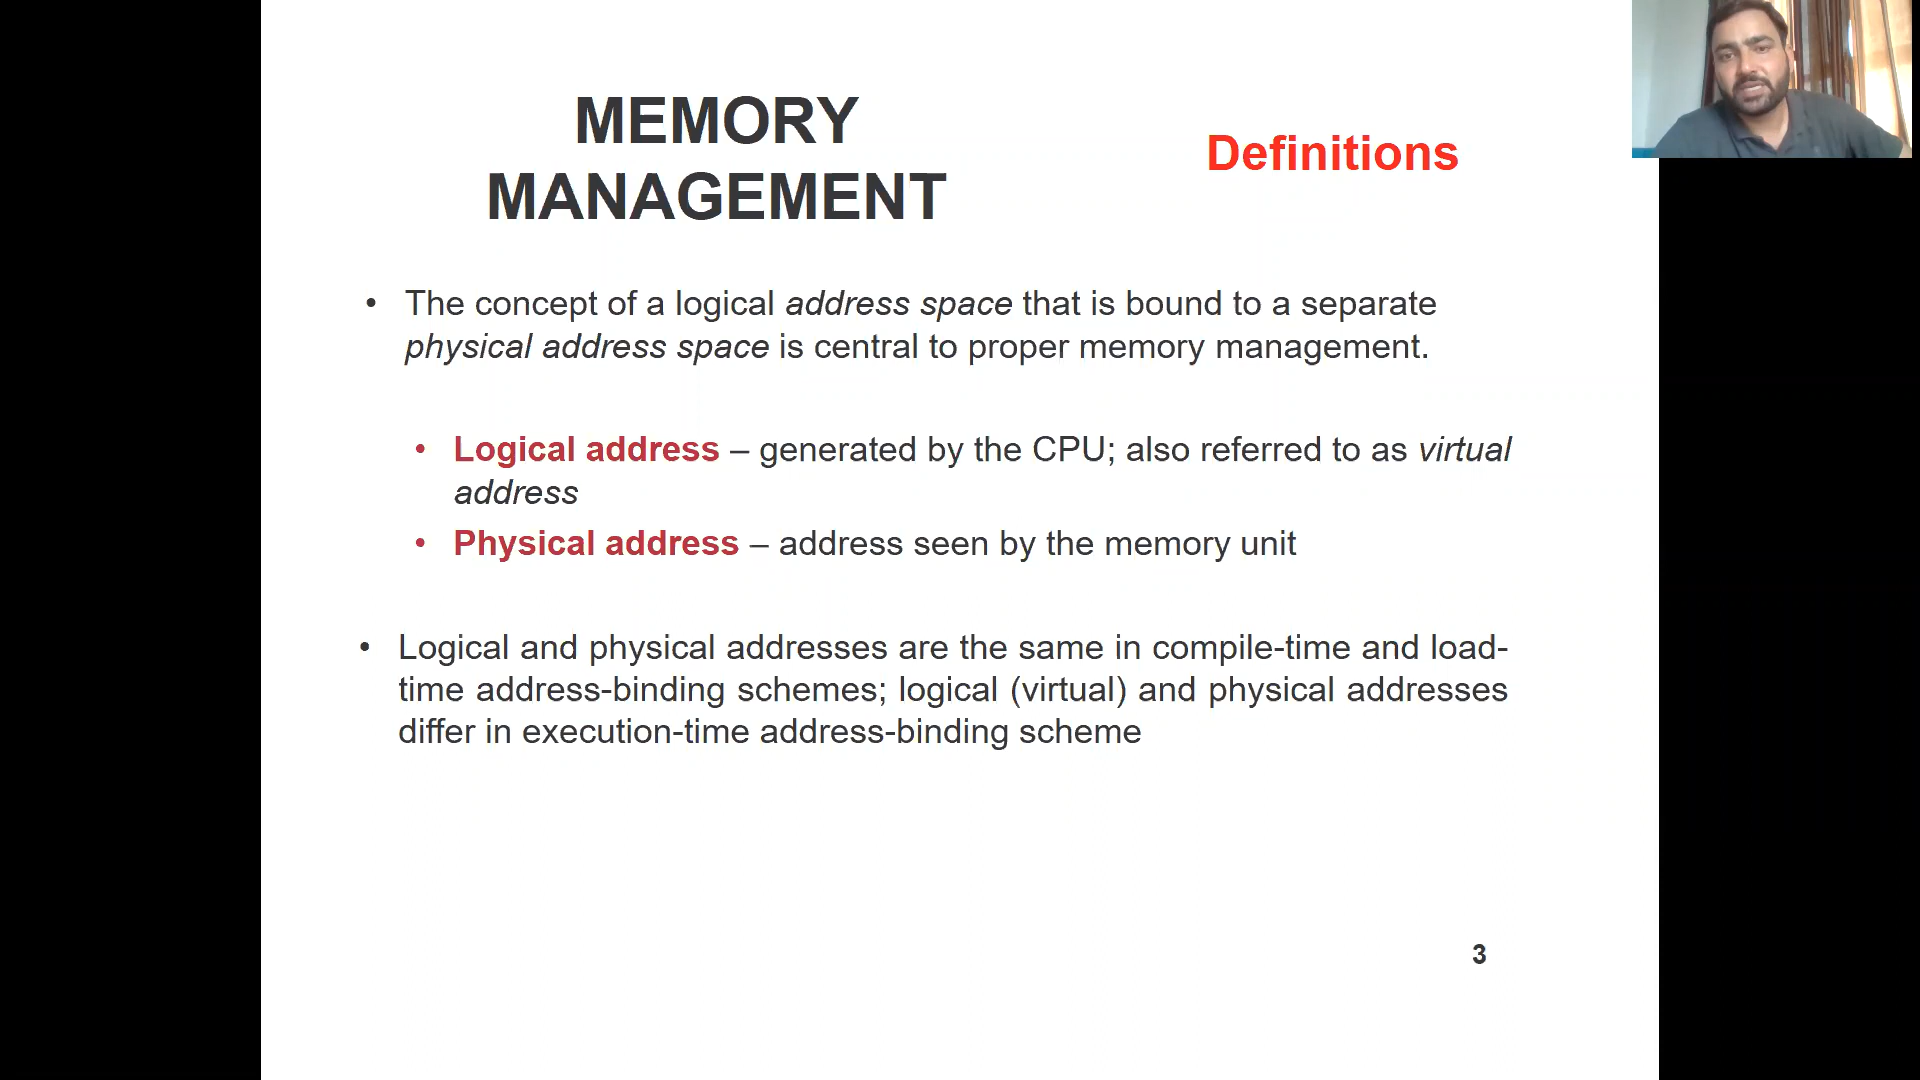 MEMORY
MANAGEMENT
Definitions
• The concept of a logical address space that is bound to a separate
physical address space is central to proper memory management.
• Logical address – generated by the CPU; also referred to as virtual
address
• Physical address – address seen by the memory unit
• Logical and physical addresses are the same in compile-time and load-
time address-binding schemes; logical (virtual) and physical addresses
differ in execution-time address-binding scheme
3